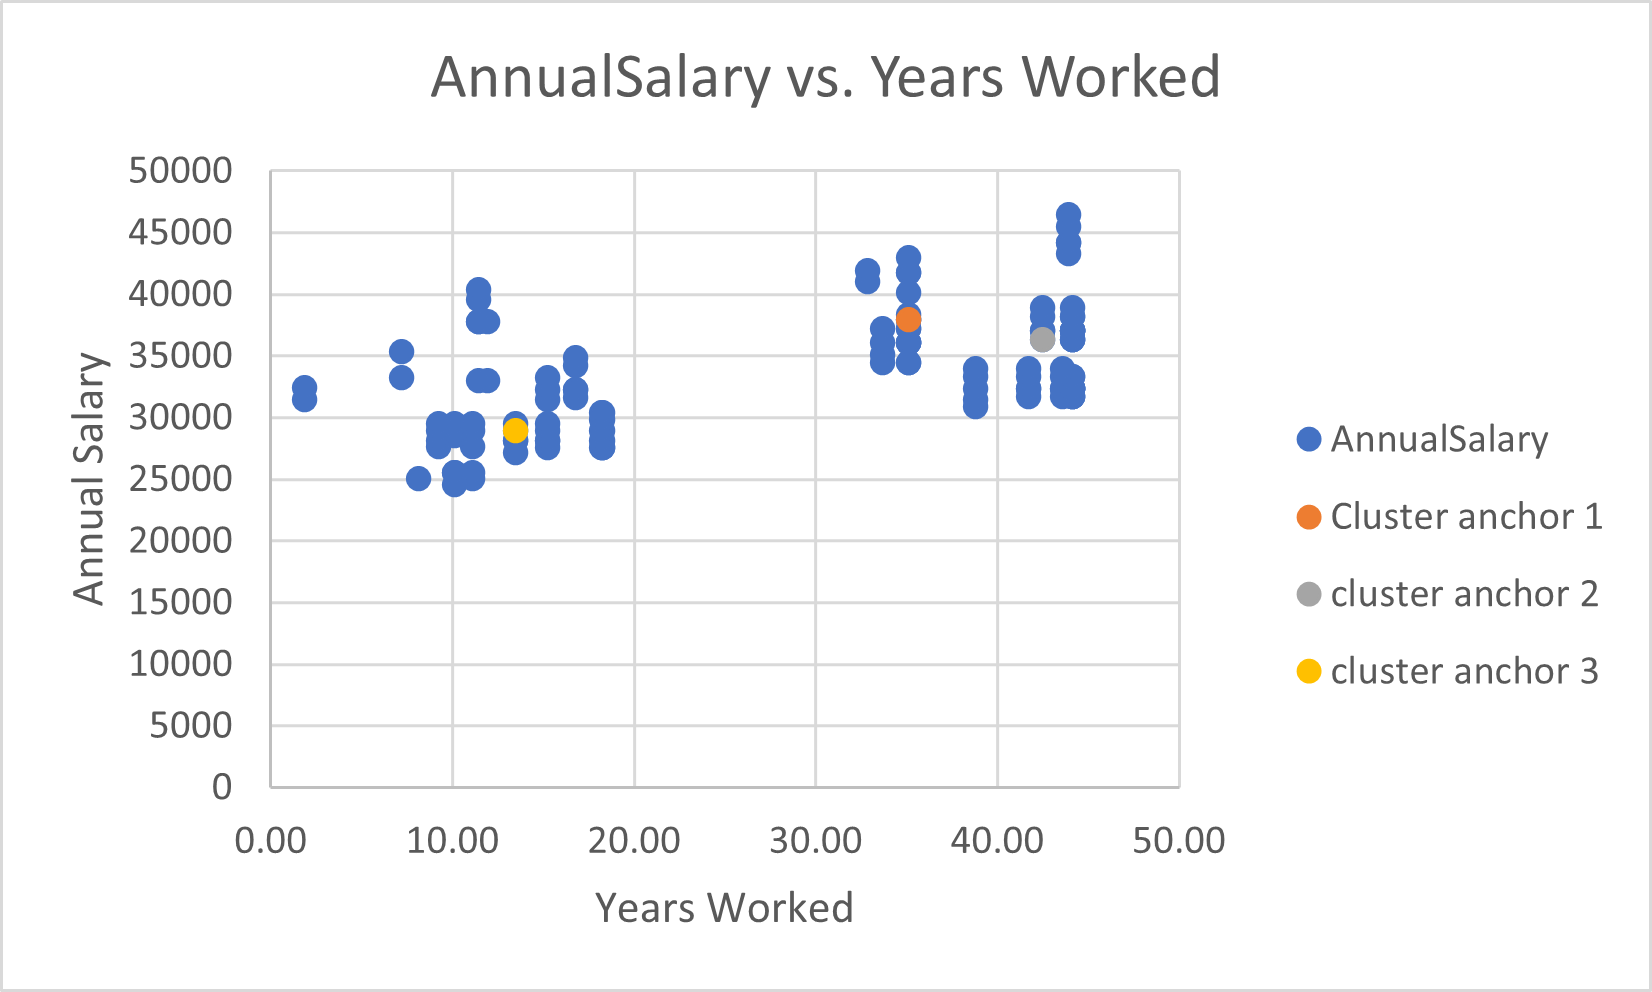 AnnualSalary vs. Years Worked
Annual Salary
50000
45000
40000
35000
30000
25000
20000
15000
10000
5000
0
0.00 10.00 20.00 30.00 40.00 50.00
Years Worked
AnnualSalary
Cluster anchor 1
cluster anchor 2
cluster anchor 3